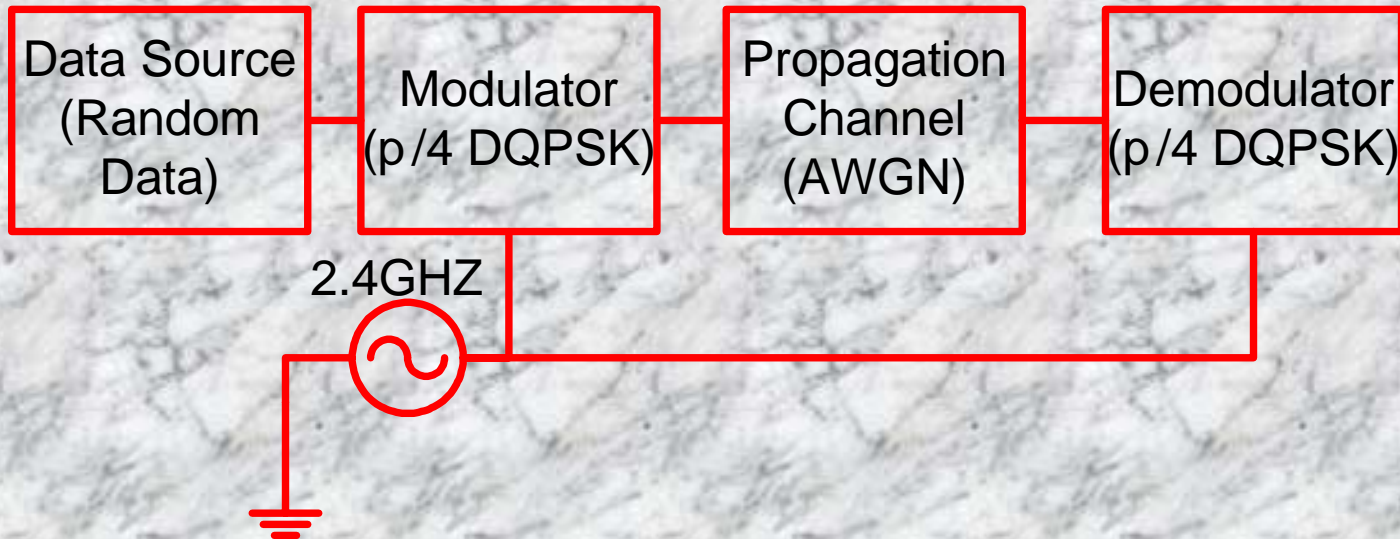 Data Source
(Random
Data)
Modulator
(p/4 DQPSK)
Propagation
Channel
(AWGN)
Demodulator
(p/4 DQPSK)
2.4GHZ